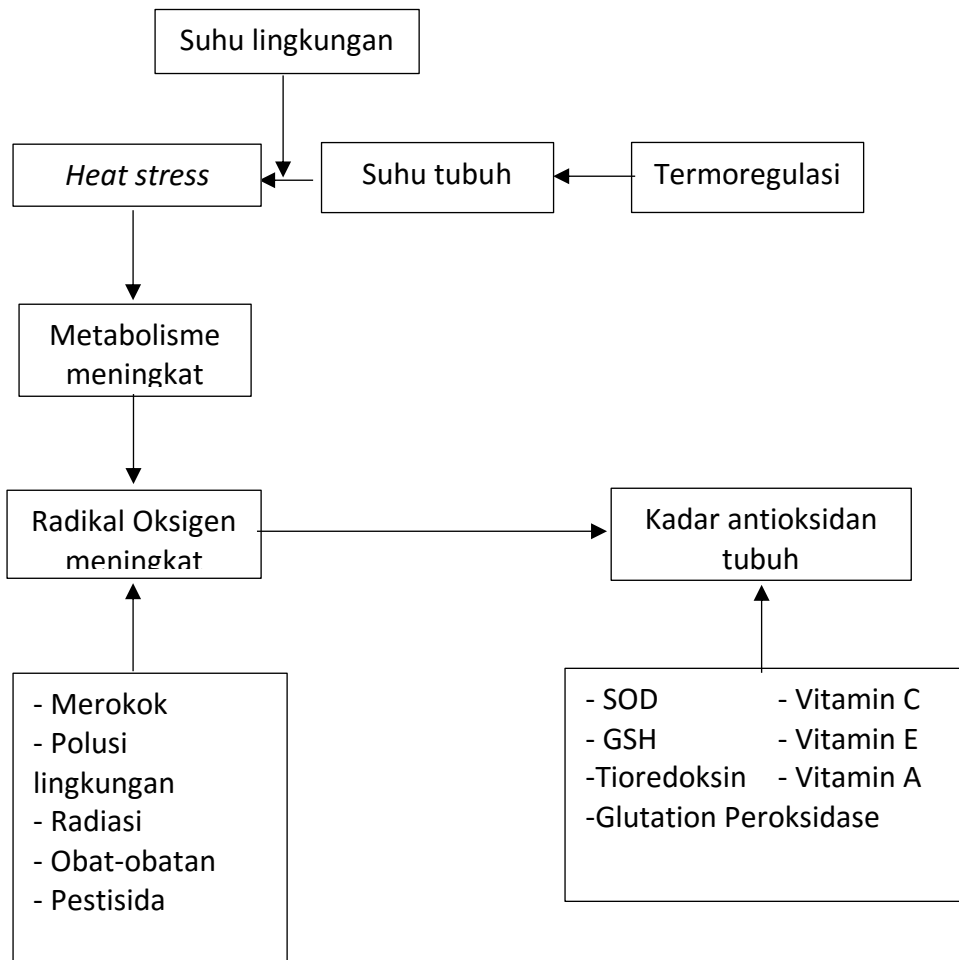 Suhu lingkungan
Heat stress
Suhu tubuh
Termoregulasi
Metabolisme
meningkat
Radikal Oksigen
meningkat
Kadar antioksidan
tubuh
- Merokok
- Polusi
lingkungan
- Radiasi
- Obat-obatan
- Pestisida
- SOD - Vitamin C
- GSH - Vitamin E
-Tioredoksin - Vitamin A
-Glutation Peroksidase